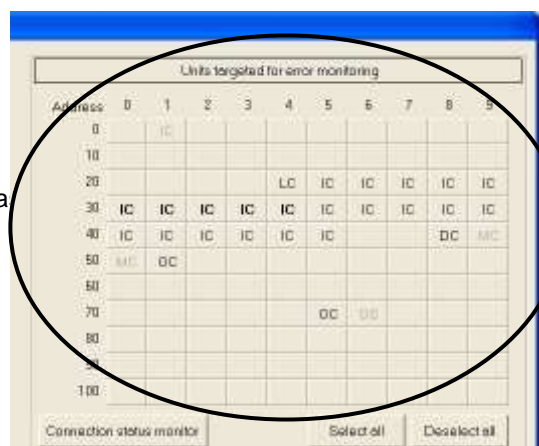 Units targeted for error monitoring
Address 0 1 2 3 4 5 6 7 8 9
0 IC
10
20 LC IC IC IC IC IC
30 IC IC IC IC IC IC IC IC IC IC
40 IC IC IC IC IC IC DC MC
50 MC OC
60
70 OC
80
90
100
a
Connection status monitor Select all Deselect all